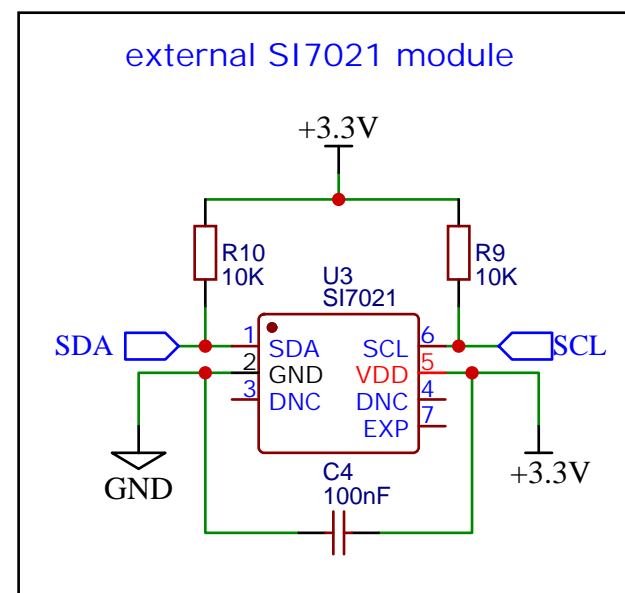 external SI7021 module
+3.3V
R10
10K
R9
10K
U3
SI7021
SDA
1
SDA
SCL
6
SCL
2
GND
VDD
5
3
DNC
DNC
4
EXP
7
GND
+3.3V
C4
100nF